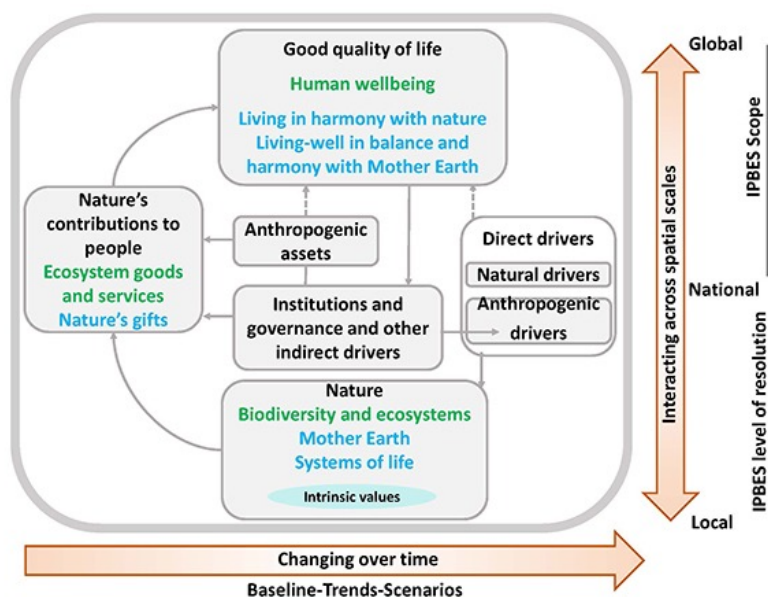 Good quality of life
Human wellbeing
Living in harmony with nature
Living-well in balance and
harmony with Mother Earth
Nature's
contributions to
people
Ecosystem goods
and services
Nature's gifts
Anthropogenic
assets
Direct drivers
Natural drivers
Anthropogenic
drivers
Institutions and
governance and other
indirect drivers
Nature
Biodiversity and ecosystems
Mother Earth
Systems of life
Intrinsic values
Global
National
Local
Interacting across spatial scales
IPBES Scope
IPBES level of resolution
Changing over time
Baseline-Trends-Scenarios